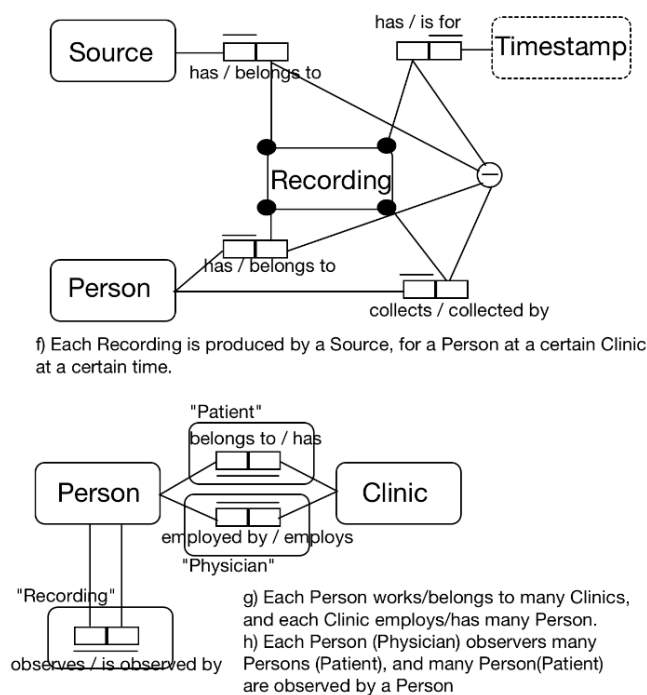 has / is for
Source
Timestamp
has / belongs to
Recording
has / belongs to
Person
collects / collected by
f) Each Recording is produced by a Source, for a Person at a certain Clinic
at a certain time.
"Patient"
belongs to / has
Person
Clinic
employed by / employs
"Physician"
"Recording"
observes / is observed by
g) Each Person works/belongs to many Clinics,
and each Clinic employs/has many Person.
h) Each Person (Physician) observers many
Persons (Patient), and many Person(Patient)
are observed by a Person